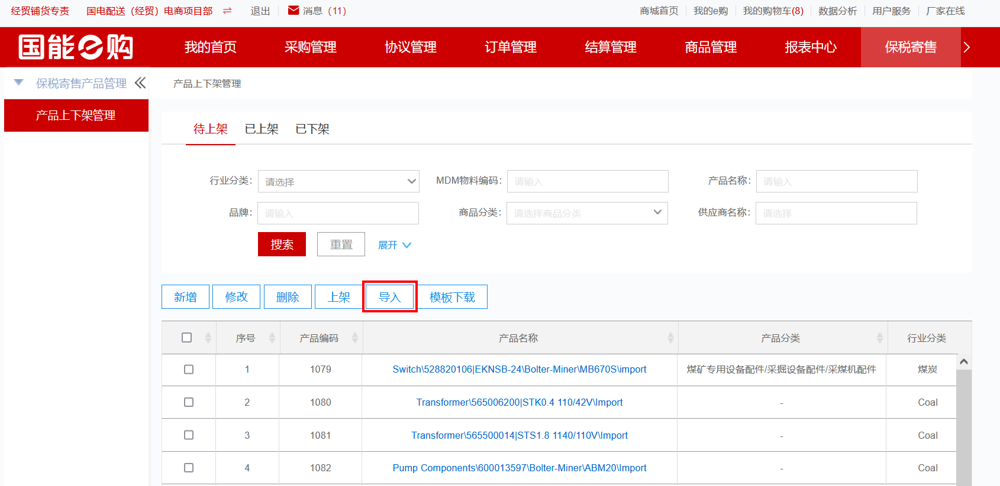 经贸铺货专责 国电配送（经贸）电商项目部 退出 消息（11） 商城首页 我的e购 我的购物车(8) 数据分析 用户服务 厂家在线
国能e购 我的首页 采购管理 协议管理 订单管理 结算管理 商品管理 报表中心 保税寄售
保税寄售产品管理 产品上下架管理
产品上下架管理
待上架 已上架 已下架
行业分类: 请选择 MDM物料编码: 请输入 产品名称: 请输入
品牌: 请输入 商品分类: 请选择商品分类 供应商名称: 请选择
搜索 重置 展开
新增 修改 删除 上架 导入 模板下载
序号 产品编码 产品名称 产品分类 行业分类
1 1079 Switch\528820106|EKNSB-24\Bolter-Miner\MB670S\import 煤矿专用设备配件/采掘设备配件/采煤机配件 煤炭
2 1080 Transformer\565006200|STK0.4 110/42V\Import - Coal
3 1081 Transformer\565500014|STS1.8 1140/110V\Import - Coal
4 1082 Pump Components\600013597\Bolter-Miner\ABM20\Import - Coal